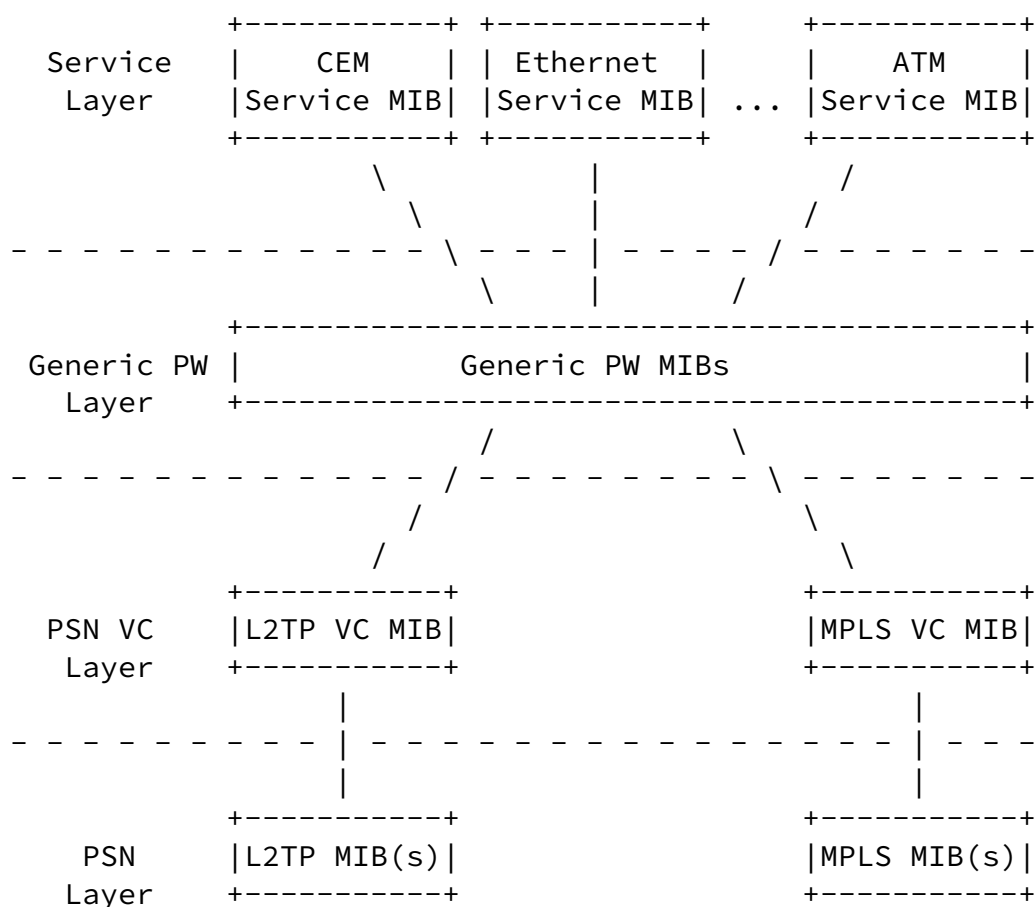 +-----------+ +-----------+     +-----------+
  Service   |    CEM    | | Ethernet  |     |    ATM    |
   Layer    |Service MIB| |Service MIB| ... |Service MIB|
            +-----------+ +-----------+     +-----------+
                    \           |             /
                      \         |           /
- - - - - - - - - - - - \ - - - | - - - - / - - - - - - -
                          \     |       /
            +-------------------------------------------+
 Generic PW |            Generic PW MIBs                |
   Layer    +-------------------------------------------+
                          /             \
- - - - - - - - - - - - / - - - - - - - - \ - - - - - - -
                      /                     \
                    /                         \
            +-----------+                   +-----------+
  PSN VC    |L2TP VC MIB|                   |MPLS VC MIB|
   Layer    +-----------+                   +-----------+
                  |                               |
- - - - - - - - - | - - - - - - - - - - - - - - - | - - -
                  |                               |
            +-----------+                   +-----------+
    PSN     |L2TP MIB(s)|                   |MPLS MIB(s)|
   Layer    +-----------+                   +-----------+